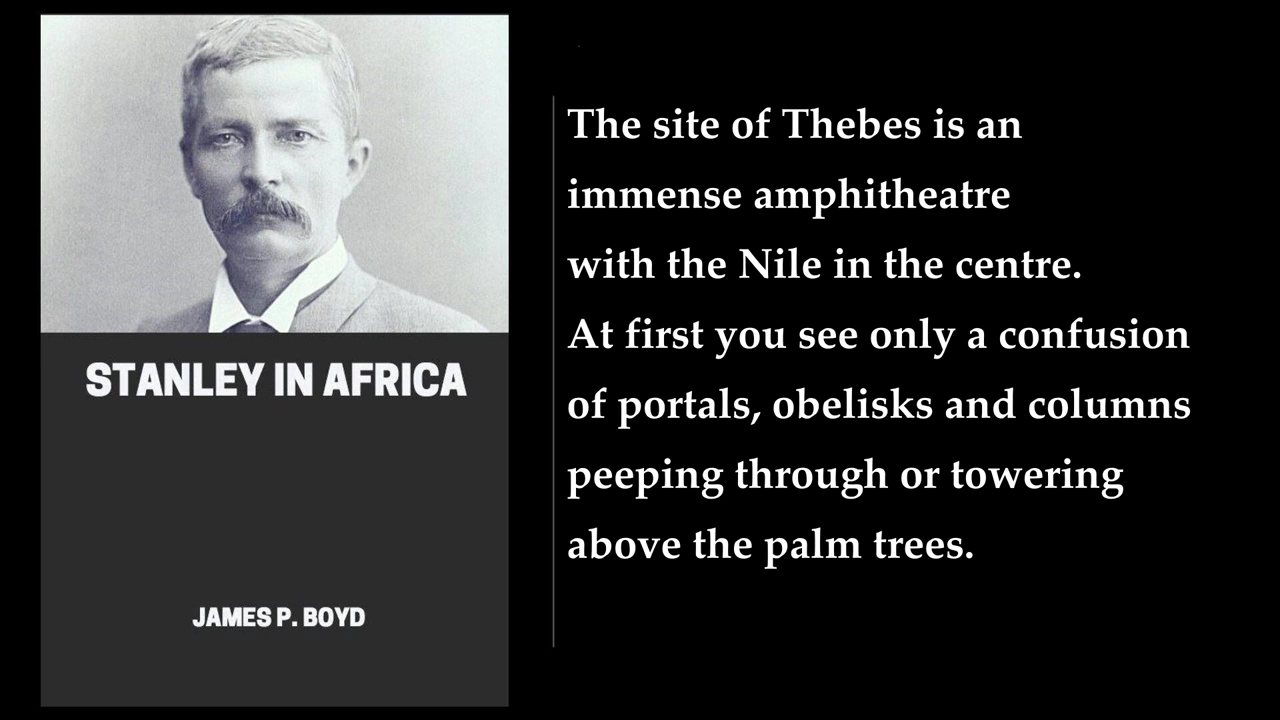 STANLEY IN AFRICA
JAMES P. BOYD
The site of Thebes is an
immense amphitheatre
with the Nile in the centre.
At first you see only a confusion
of portals, obelisks and columns
peeping through or towering
above the palm trees.